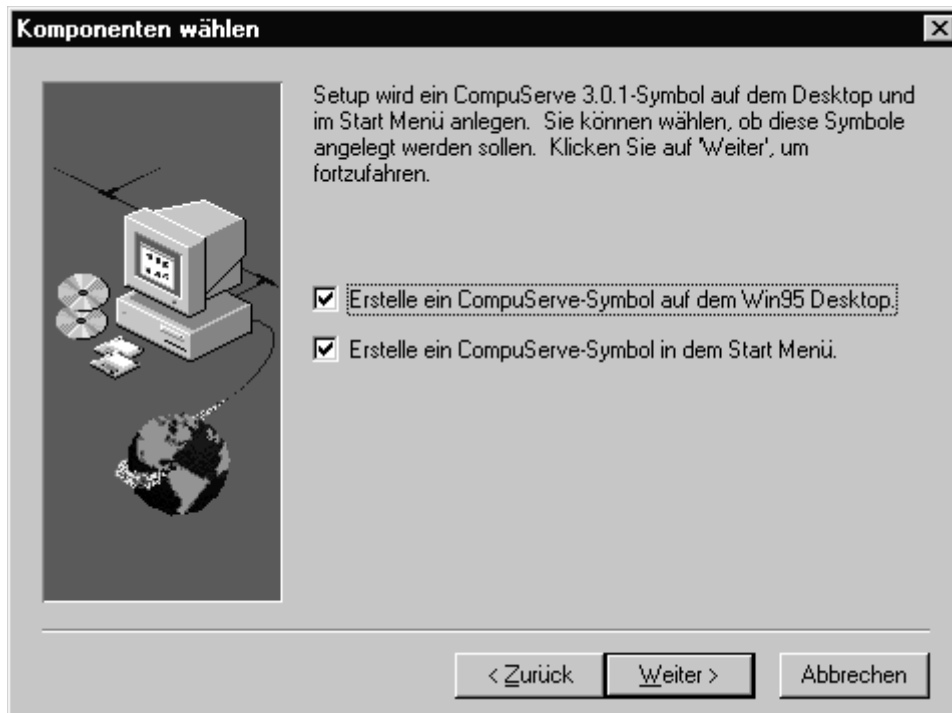 Komponenten wählen
Setup wird ein CompuServe 3.0.1-Symbol auf dem Desktop und
im Start Menü anlegen.  Sie können wählen, ob diese Symbole
angelegt werden sollen.  Klicken Sie auf 'Weiter', um
fortzufahren.
Erstelle ein CompuServe-Symbol auf dem Win95 Desktop.
Erstelle ein CompuServe-Symbol in dem Start Menü.
< Zurück
Weiter >
Abbrechen